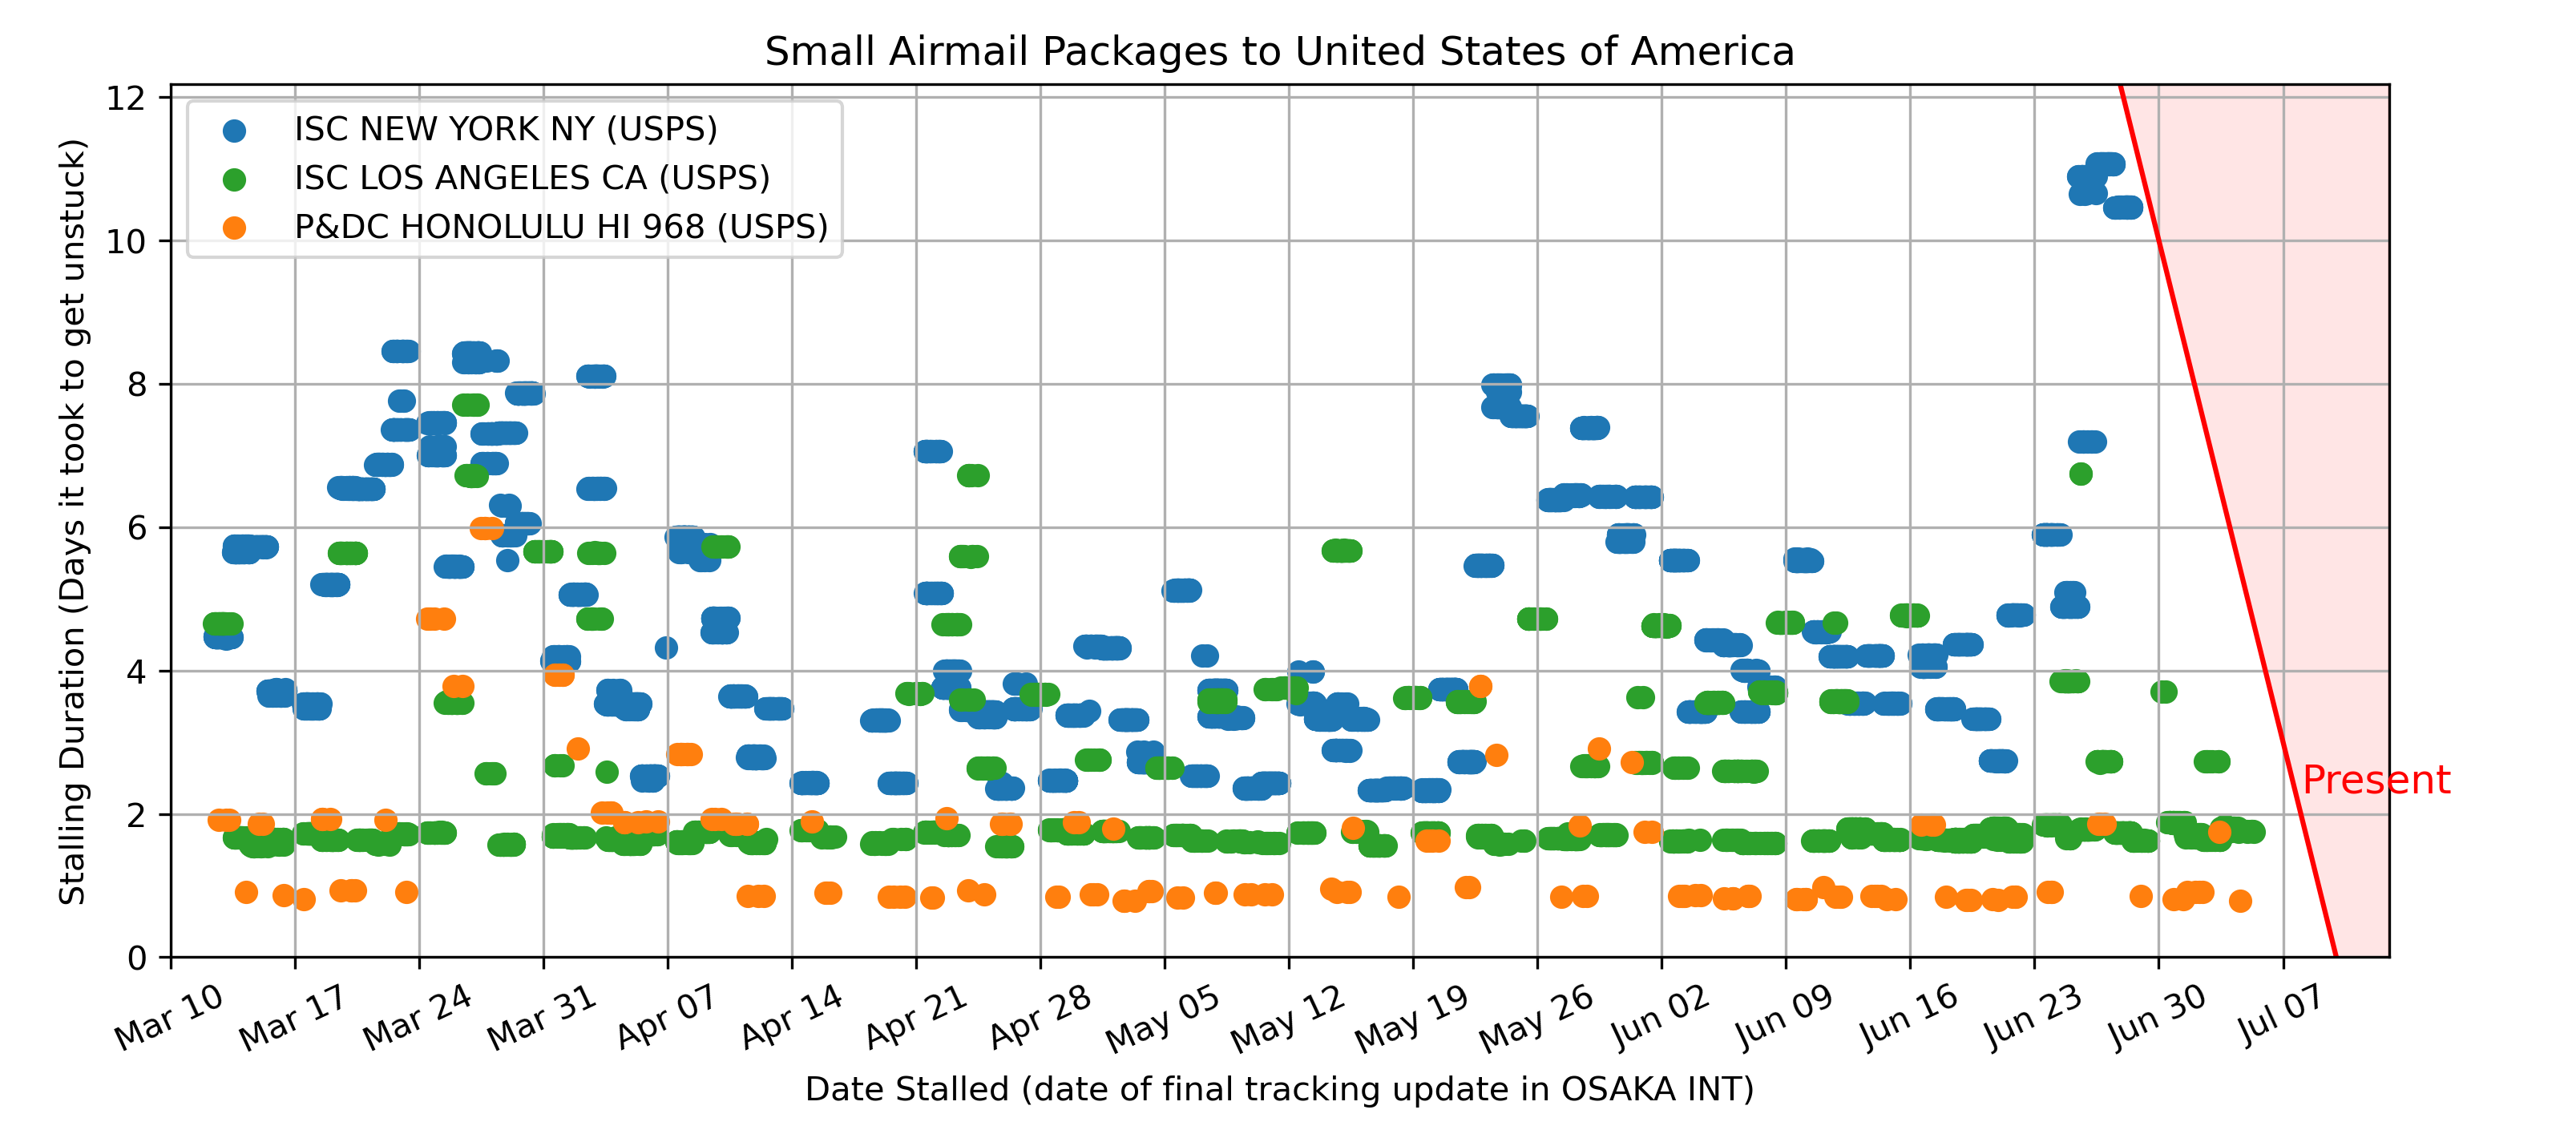 Small Airmail Packages to United States of America
Stalling Duration (Days it took to get unstuck)
12
10
8
6
4
2
0
ISC NEW YORK NY (USPS)
ISC LOS ANGELES CA (USPS)
P&DC HONOLULU HI 968 (USPS)
Present
Mar 10
Mar 17
Mar 24
Mar 31
Apr 07
Apr 14
Apr 21
Apr 28
May 05
May 12
May 19
May 26
Jun 02
Jun 09
Jun 16
Jun 23
Jun 30
Jul 07
Date Stalled (date of final tracking update in OSAKA INT)